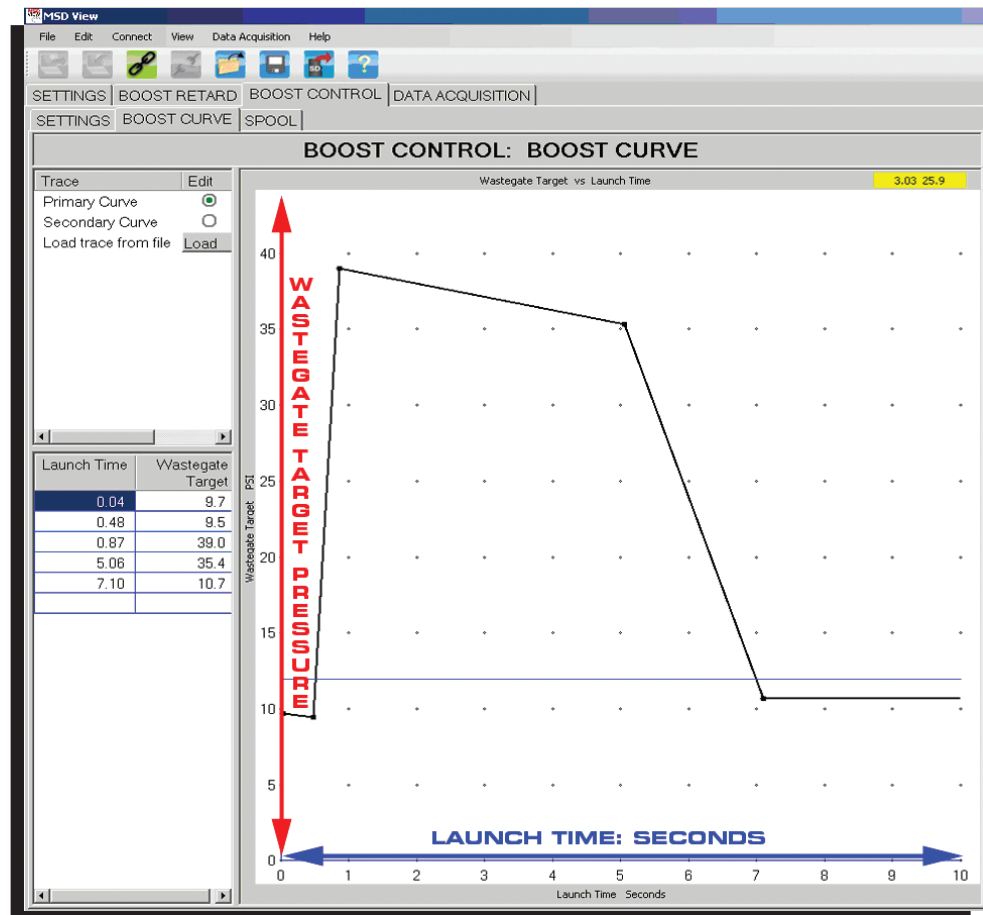 MSD View
File Edit Connect View Data Acquisition Help
SD
?
SETTINGS BOOST RETARD BOOST CONTROL DATA ACQUISITION
SETTINGS BOOST CURVE SPOOL
BOOST CONTROL: BOOST CURVE
Trace Edit
Primary Curve
Secondary Curve
Load trace from file Load
Launch Time Wastegate
Target
0.04 9.7
0.48 9.5
0.87 39.0
5.06 35.4
7.10 10.7
Wastegate Target vs Launch Time
3.03 25.9
40
35
30
25
20
15
10
5
0
Wastegate Target PSI
WASTEGATE TARGET PRESSURE
LAUNCH TIME: SECONDS
0 1 2 3 4 5 6 7 8 9 10
Launch Time Seconds